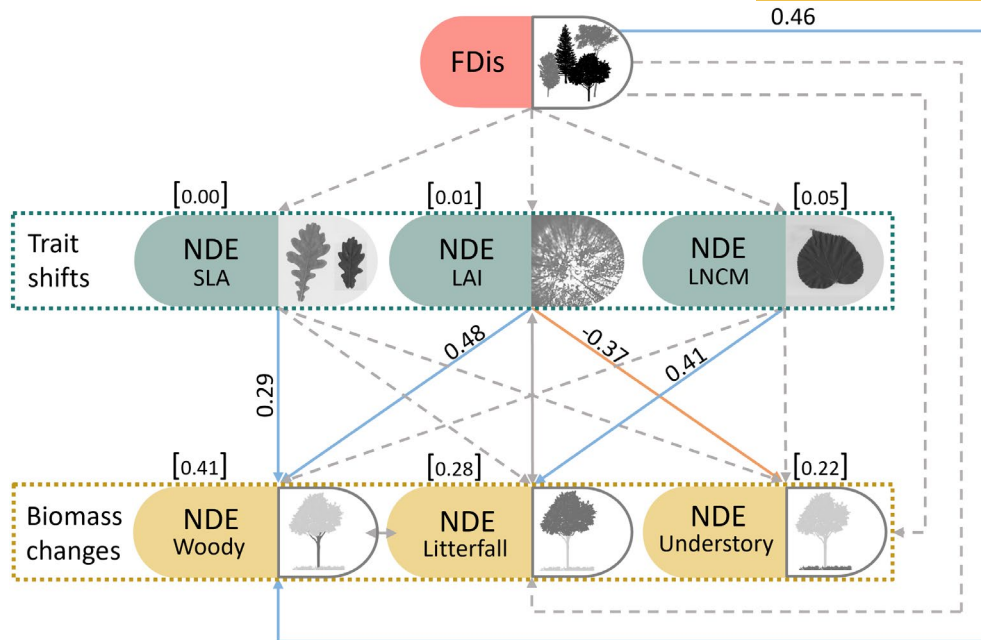 0.46
FDis
[0.00]
[0.01]
[0.05]
Trait
shifts
NDE
SLA
NDE
LAI
NDE
LNCM
0.29
0.48
-0.37
0.41
[0.41]
[0.28]
[0.22]
Biomass
changes
NDE
Woody
NDE
Litterfall
NDE
Understory